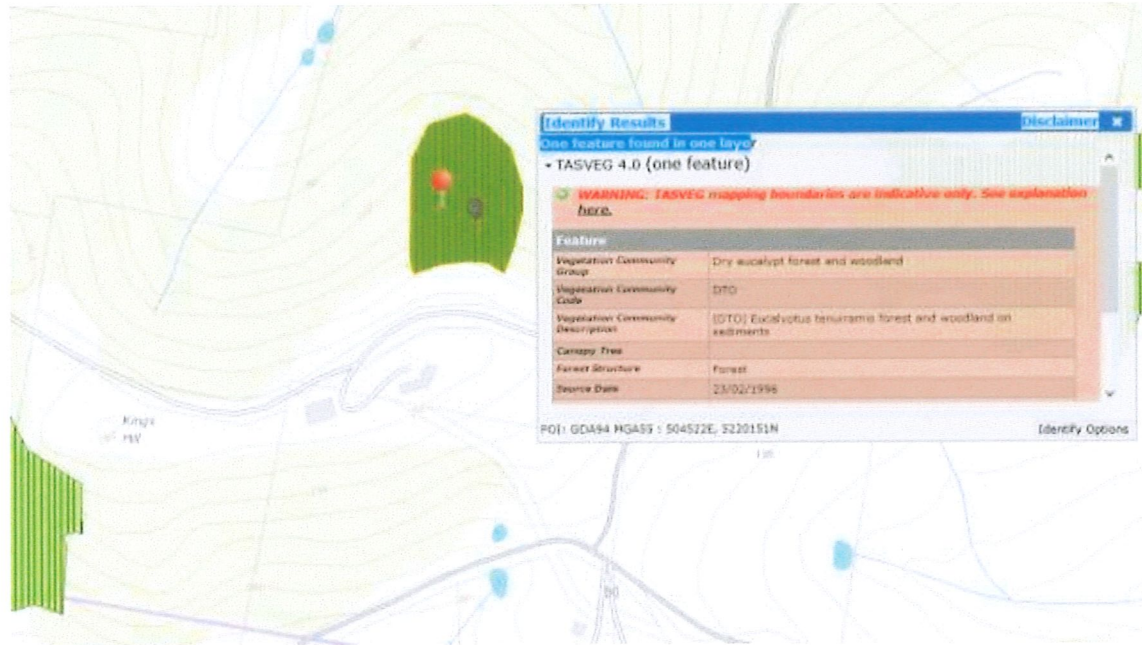 Identify Results
Disclaimer
One feature found in one layer
TASVEG 4.0 (one feature)
WARNING: TASVEG mapping boundaries are indicative only. See explanation
here.
Feature
Vegetation Community Group
Dry eucalypt forest and woodland
Vegetation Community Code
DTO
Vegetation Community Description
(DTO) Eucalyptus tenuiramis forest and woodland on
sediments
Canopy Tree
Forest Structure
Forest
Source Date
23/02/1996
POI: GDA94 MGA55 : 504522E, 5220151N
Identify Options
Kings
Hill